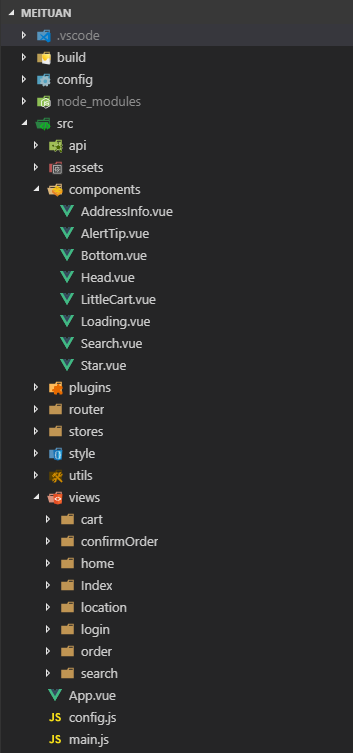 MEITUAN
.vscode
build
config
node_modules
src
api
assets
components
AddressInfo.vue
AlertTip.vue
Bottom.vue
Head.vue
LittleCart.vue
Loading.vue
Search.vue
Star.vue
plugins
router
stores
style
utils
views
cart
confirmOrder
home
Index
location
login
order
search
App.vue
JS config.js
JS main.js